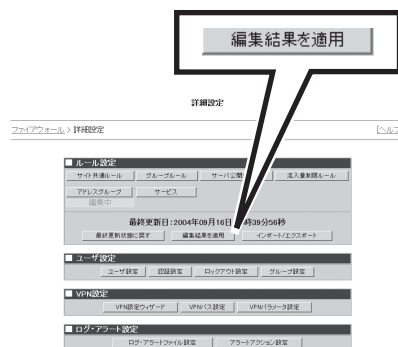 編集結果を適用
詳細設定
ファイアウォール > 詳細設定
[ヘルプ
■ ルール設定
サイト共通ルール グループルール サーバ公開 流入量制限ルール
アドレスグループ サービス
編集中
最終更新日:2004年09月16日 時39分56秒
最終更新状態に戻す 編集結果を適用 インポート/エクスポート
■ ユーザ設定
ユーザ設定 認証設定 ロックアウト設定 グループ設定
■ VPN設定
VPN設定ウィザード VPNパス設定 VPNパラメータ設定
■ ログ・アラート設定
ログ・アラートファイル設定 アラートアクション設定